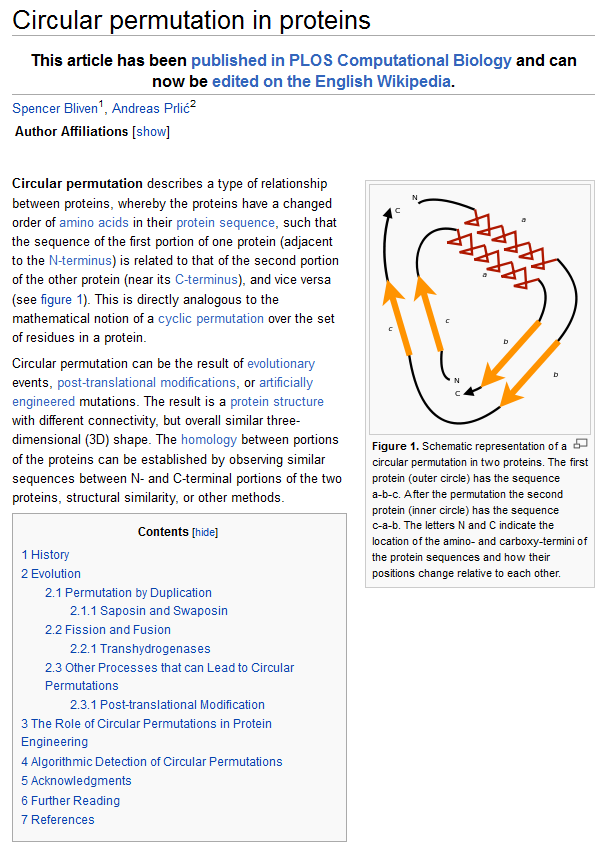 Circular permutation in proteins
This article has been published in PLOS Computational Biology and can
now be edited on the English Wikipedia.
Spencer Bliven1, Andreas Prlić2
Author Affiliations [show]
Circular permutation describes a type of relationship
between proteins, whereby the proteins have a changed
order of amino acids in their protein sequence, such that
the sequence of the first portion of one protein (adjacent
to the N-terminus) is related to that of the second portion
of the other protein (near its C-terminus), and vice versa
(see figure 1). This is directly analogous to the
mathematical notion of a cyclic permutation over the set
of residues in a protein.
Circular permutation can be the result of evolutionary
events, post-translational modifications, or artificially
engineered mutations. The result is a protein structure
with different connectivity, but overall similar three-
dimensional (3D) shape. The homology between portions
of the proteins can be established by observing similar
sequences between N- and C-terminal portions of the two
proteins, structural similarity, or other methods.
N
C
a
a
c
c
b
b
N
C
Figure 1. Schematic representation of a
circular permutation in two proteins. The first
protein (outer circle) has the sequence
a-b-c. After the permutation the second
protein (inner circle) has the sequence
c-a-b. The letters N and C indicate the
location of the amino- and carboxy-termini of
the protein sequences and how their
positions change relative to each other.
Contents [hide]
1 History
2 Evolution
2.1 Permutation by Duplication
2.1.1 Saposin and Swaposin
2.2 Fission and Fusion
2.2.1 Transhydrogenases
2.3 Other Processes that can Lead to Circular
Permutations
2.3.1 Post-translational Modification
3 The Role of Circular Permutations in Protein
Engineering
4 Algorithmic Detection of Circular Permutations
5 Acknowledgments
6 Further Reading
7 References